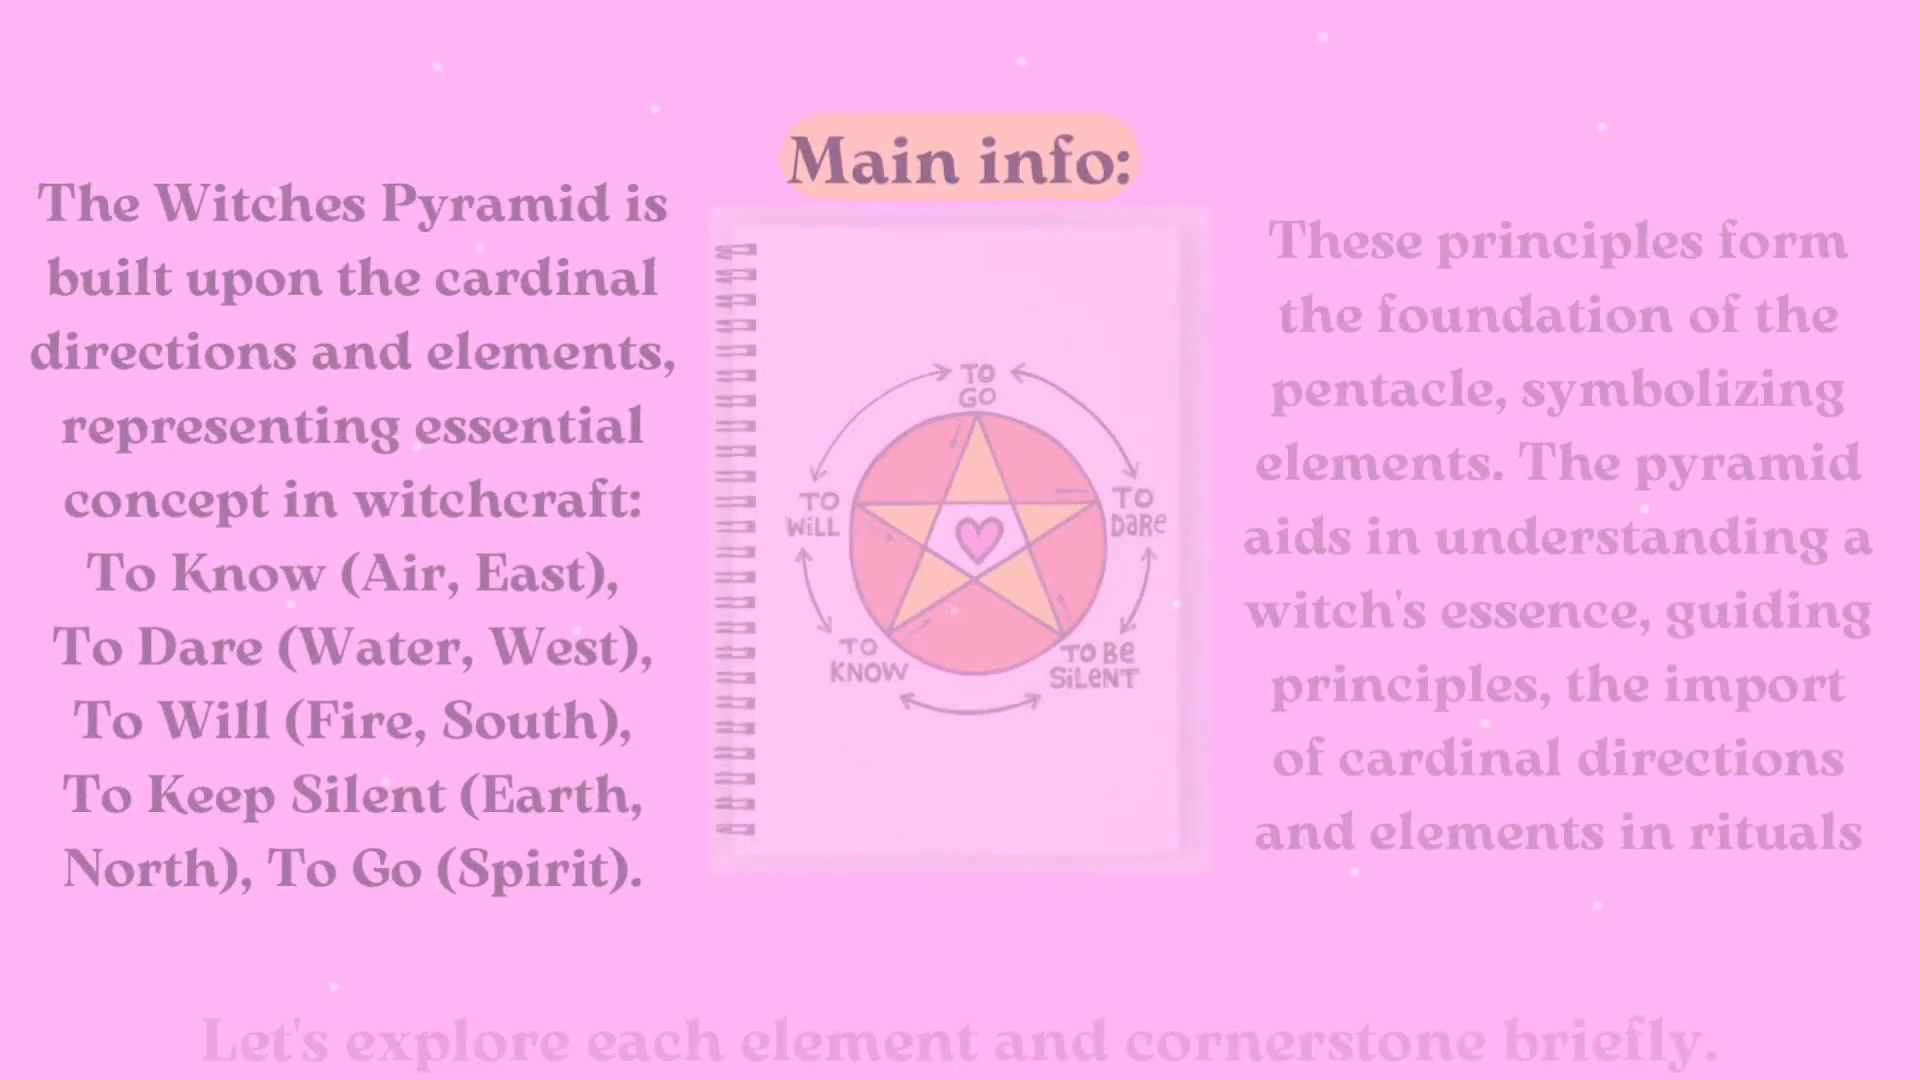 Main info:
The Witches Pyramid is
built upon the cardinal
directions and elements,
representing essential
concept in witchcraft:
To Know (Air, East),
To Dare (Water, West),
To Will (Fire, South),
To Keep Silent (Earth,
North), To Go (Spirit).
TO
GO
TO
WiLL
TO
DaRe
TO
KNOW
TO Be
SiLeNT
These principles form
the foundation of the
pentacle, symbolizing
elements. The pyramid
aids in understanding a
witch's essence, guiding
principles, the import
of cardinal directions
and elements in rituals
Let's explore each element and cornerstone briefly.